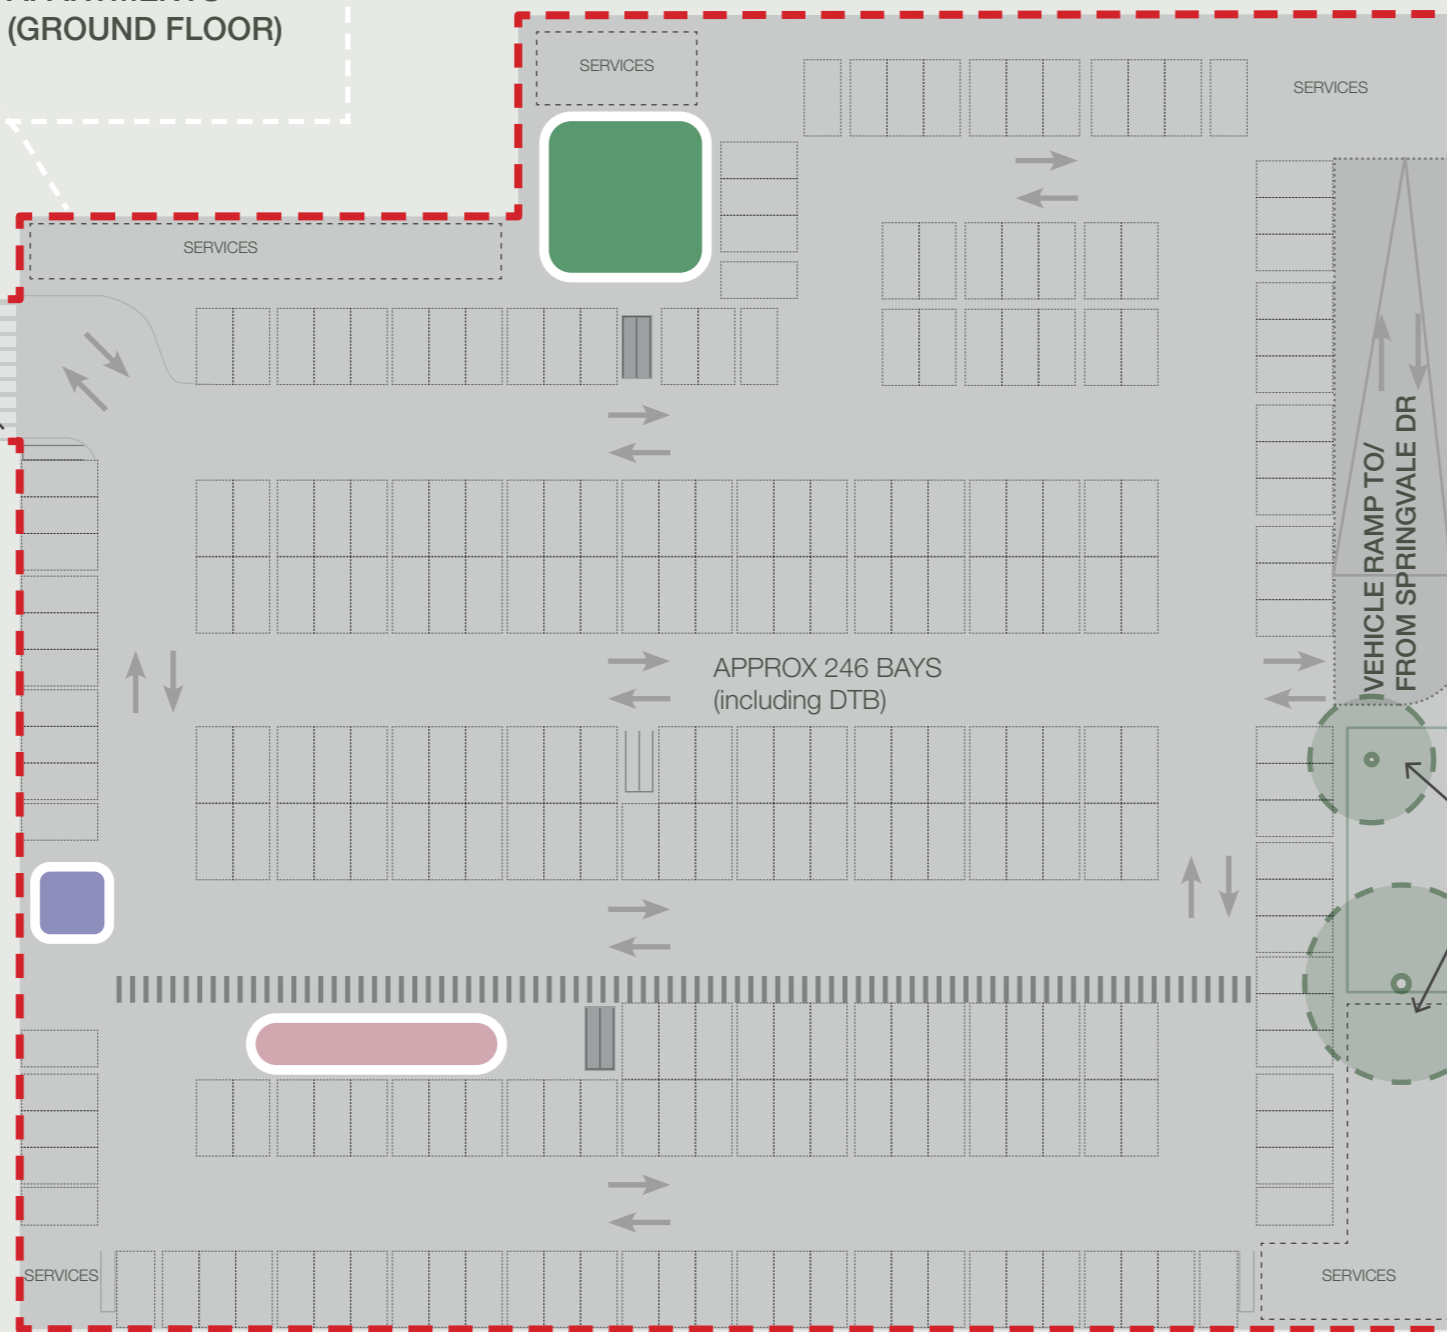 (GROUND FLOOR)
SERVICES
SERVICES
SERVICES
VEHICLE RAMP TO/
FROM SPRINGVALE DR
APPROX 246 BAYS
(including DTB)
SERVICES
SERVICES